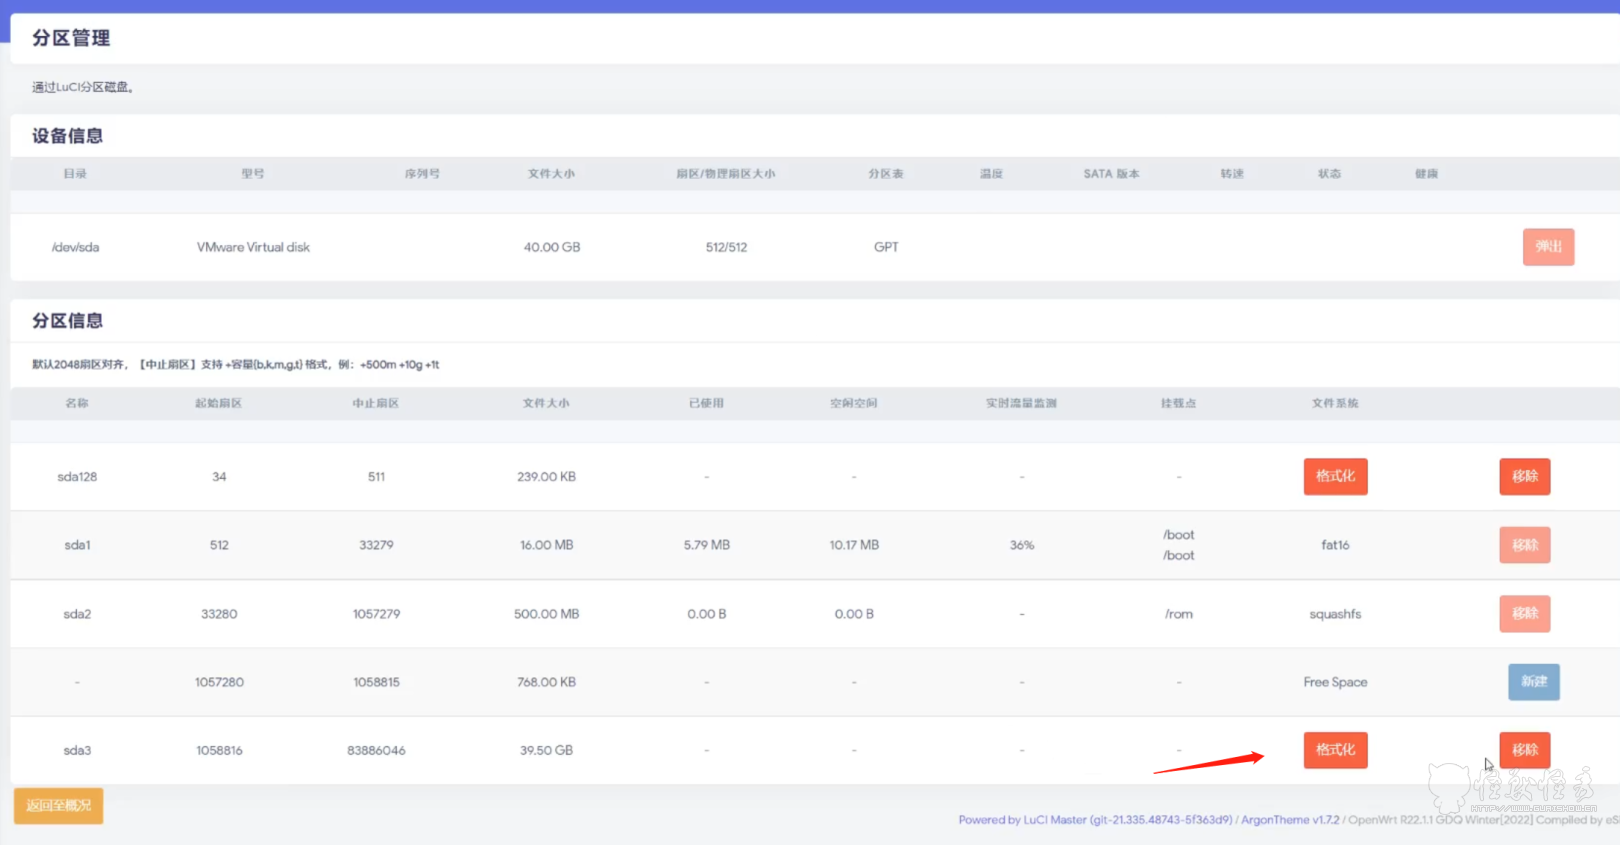 分区管理
通过LuCI分区磁盘。
设备信息
目录 型号 序列号 文件大小 扇区/物理扇区大小 分区表 温度 SATA 版本 转速 状态 健康
/dev/sda VMware Virtual disk 40.00 GB 512/512 GPT 弹出
分区信息
默认2048扇区对齐，【中止扇区】支持 +容量{b,k,m,g,t} 格式，例：+500m +10g +1t
名称 起始扇区 中止扇区 文件大小 已使用 空闲空间 实时流量监测 挂载点 文件系统
sda128 34 511 239.00 KB - - - - 格式化 移除
sda1 512 33279 16.00 MB 5.79 MB 10.17 MB 36% /boot fat16 移除
/boot
sda2 33280 1057279 500.00 MB 0.00 B 0.00 B - /rom squashfs 移除
- 1057280 1058815 768.00 KB - - - - Free Space 新建
sda3 1058816 83886046 39.50 GB - - - - 格式化 移除
返回至概况
怪兽怪秀
HTTP://WWW.GUAISHOU.CN
Powered by LuCI Master (git-21.335.48743-5f363d9) / ArgonTheme v1.7.2 / OpenWrt R22.1.1 GDQ Winter[2022] Compiled by eS